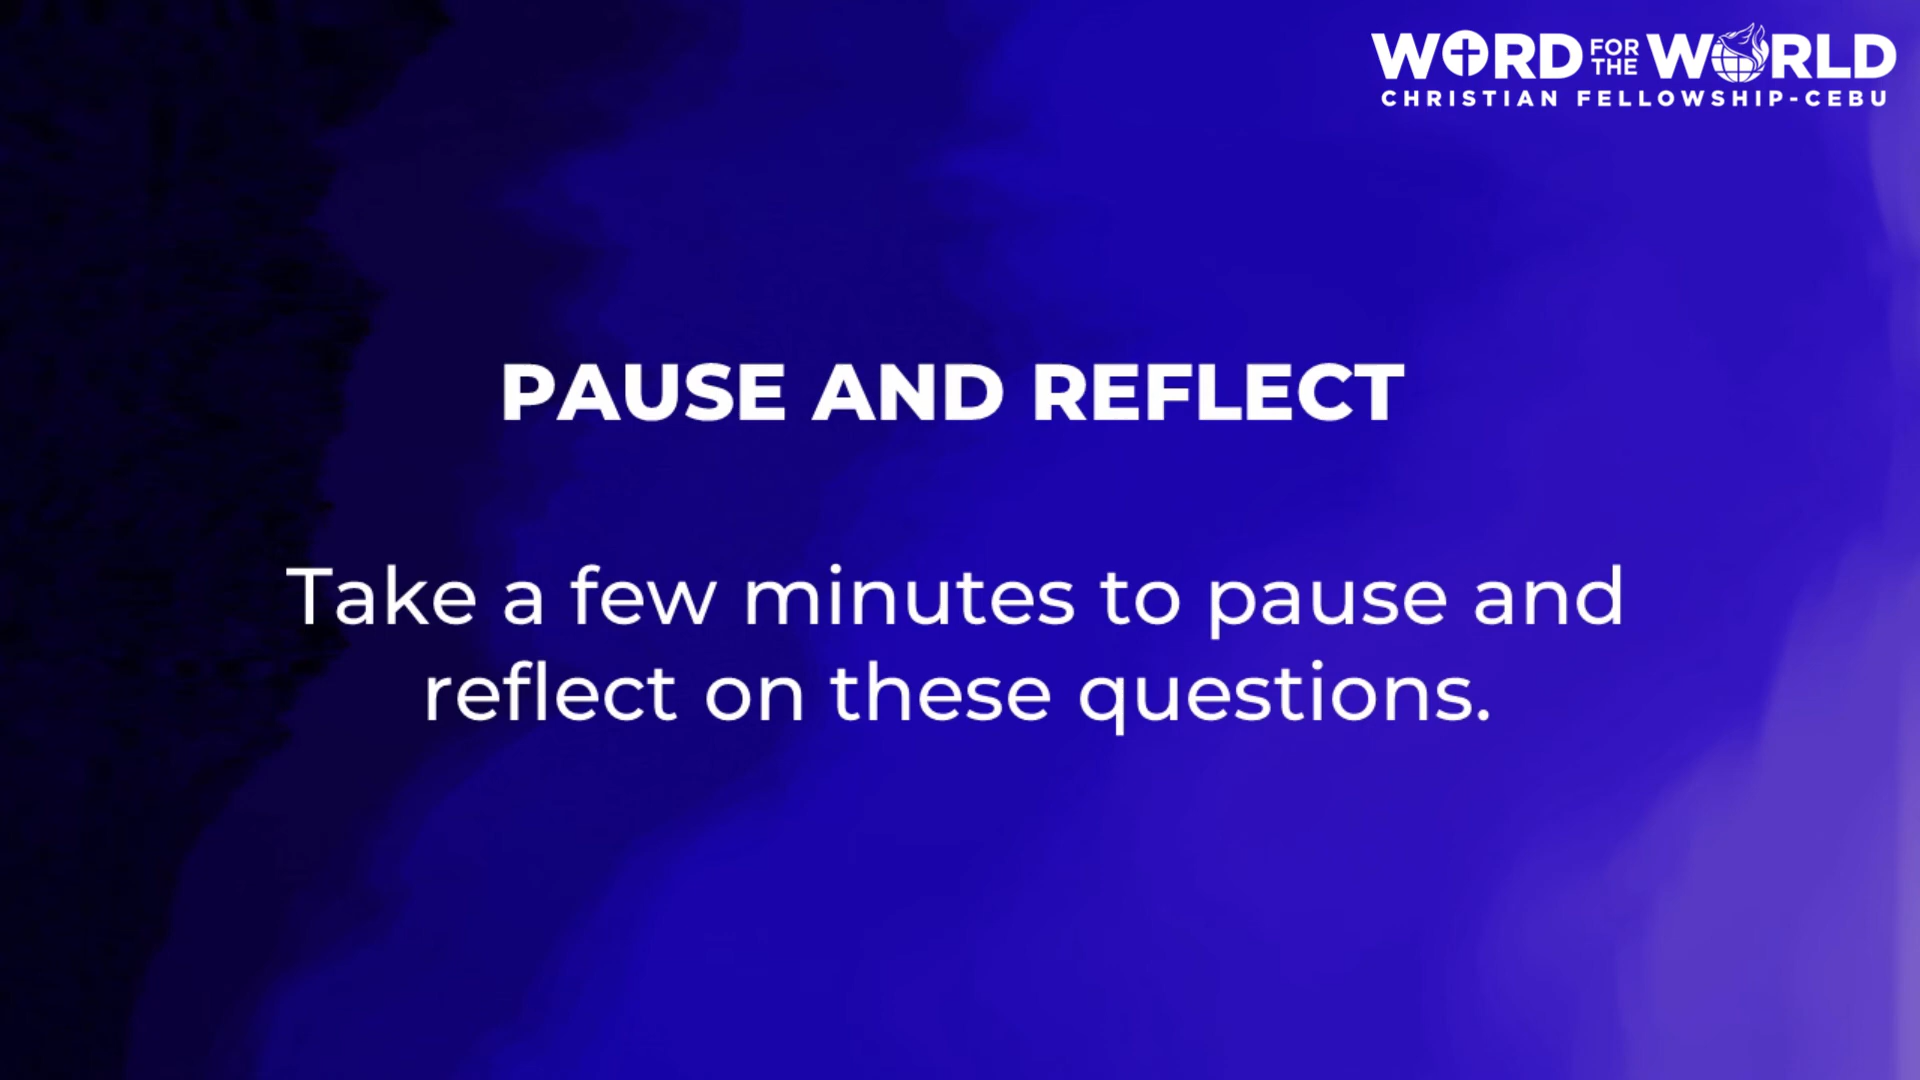 WORD FOR THE WORLD
CHRISTIAN FELLOWSHIP-CEBU
PAUSE AND REFLECT
Take a few minutes to pause and
reflect on these questions.